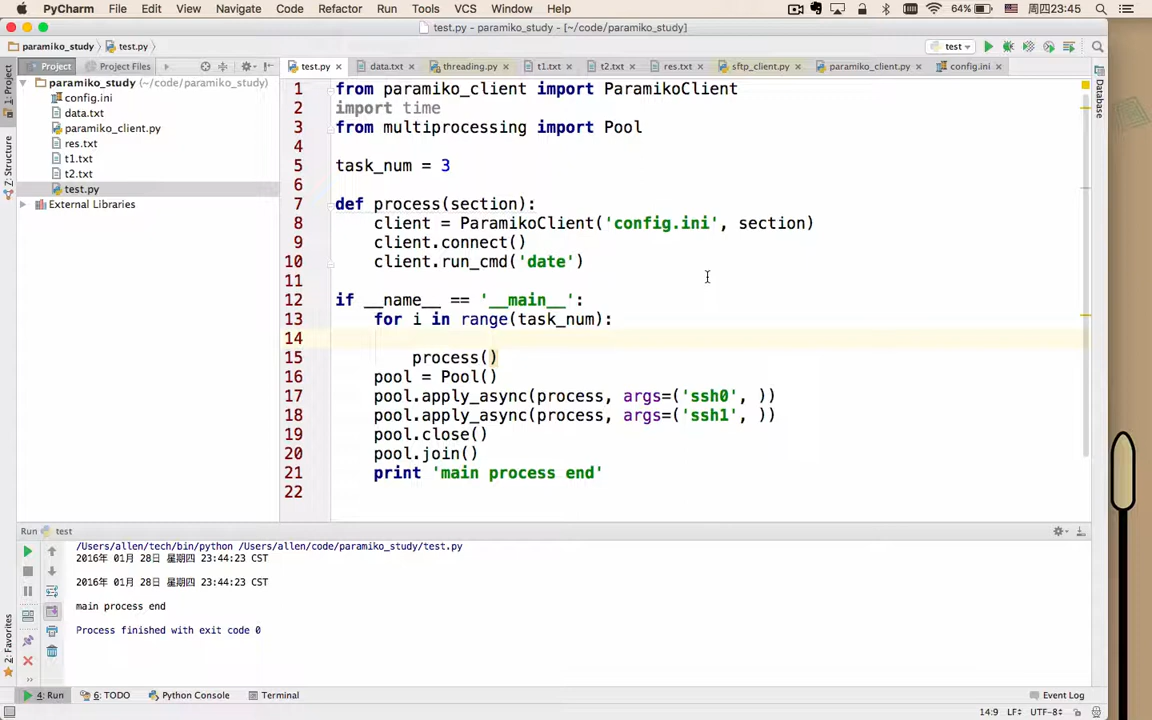 PyCharm File Edit View Navigate Code Refactor Run Tools VCS Window Help 64% 周四23:45
test.py - paramiko_study - [~/code/paramiko_study]
paramiko_study test.py test
Project Project Files test.py data.txt threading.py t1.txt t2.txt res.txt sftp_client.py paramiko_client.py config.ini
paramiko_study (~/code/paramiko_study)
config.ini
data.txt
paramiko_client.py
res.txt
t1.txt
t2.txt
test.py
External Libraries
1: Project
7: Structure
2: Favorites
Database
1 from paramiko_client import ParamikoClient
2 import time
3 from multiprocessing import Pool
4
5 task_num = 3
6
7 def process(section):
8 client = ParamikoClient('config.ini', section)
9 client.connect()
10 client.run_cmd('date')
11
12 if __name__ == '__main__':
13 for i in range(task_num):
14
15 process()
16 pool = Pool()
17 pool.apply_async(process, args=('ssh0', ))
18 pool.apply_async(process, args=('ssh1', ))
19 pool.close()
20 pool.join()
21 print 'main process end'
22
Run test
/Users/allen/tech/bin/python /Users/allen/code/paramiko_study/test.py
2016年 01月 28日 星期四 23:44:23 CST
2016年 01月 28日 星期四 23:44:23 CST
main process end
Process finished with exit code 0
4: Run 6: TODO Python Console Terminal Event Log
14:9 LF÷ UTF-8÷